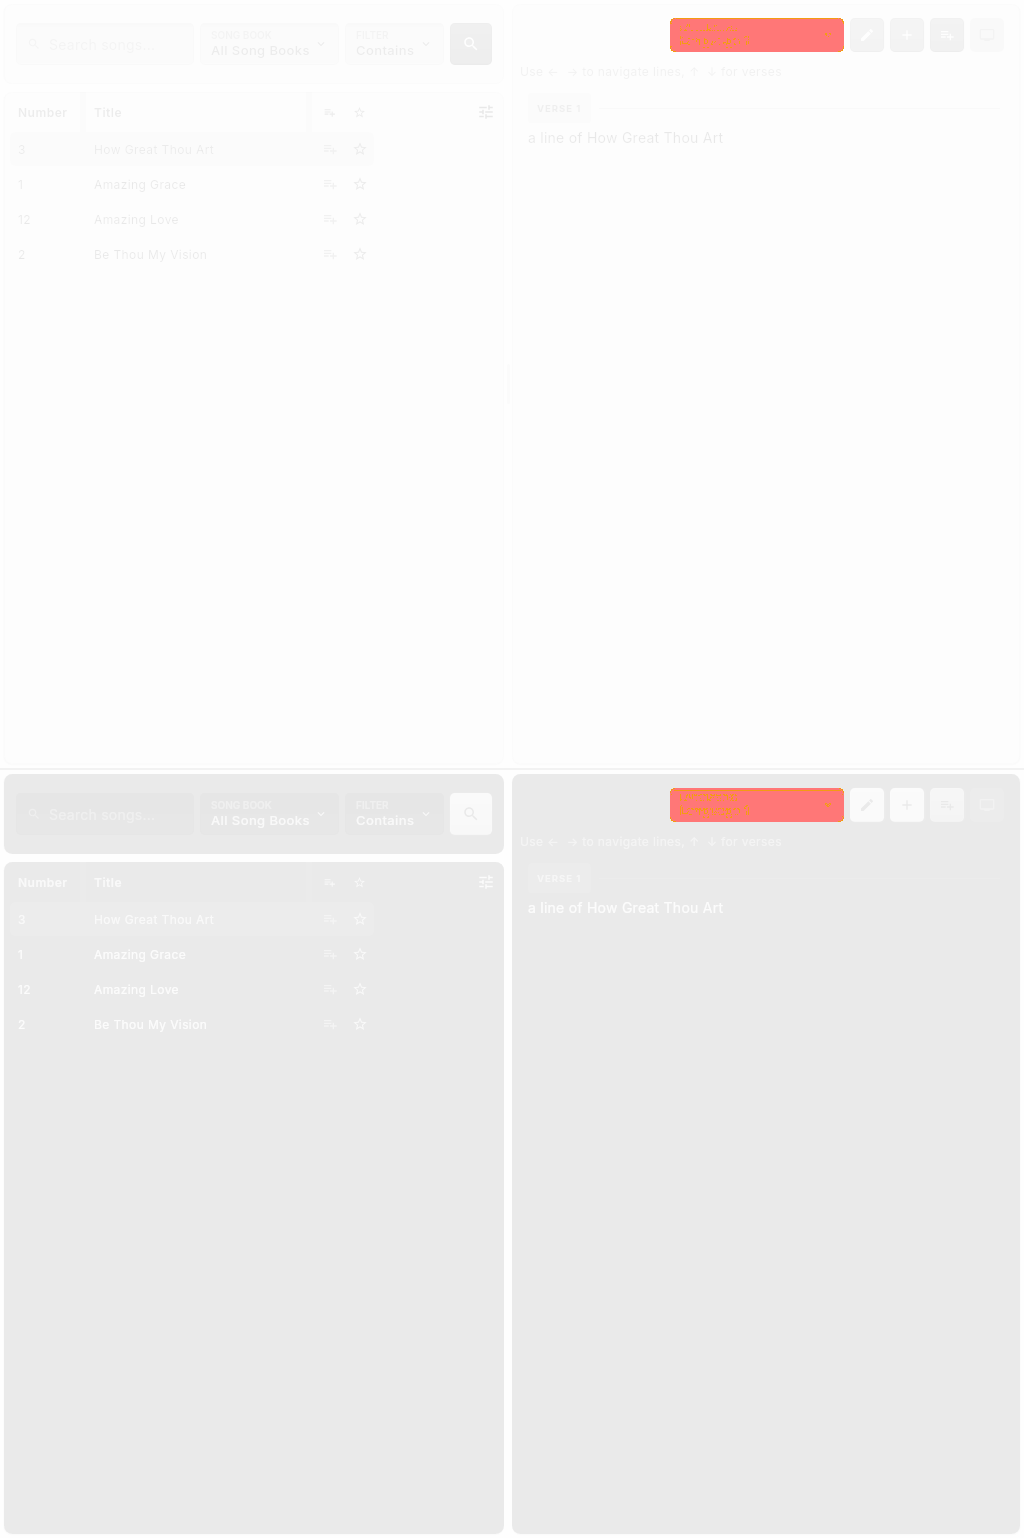 Search songs...
SONG BOOK
All Song Books
FILTER
Contains
Use ← → to navigate lines, ↑ ↓ for verses
Number Title
VERSE 1
a line of How Great Thou Art
3 How Great Thou Art
1 Amazing Grace
12 Amazing Love
2 Be Thou My Vision
Search songs...
SONG BOOK
All Song Books
FILTER
Contains
Use ← → to navigate lines, ↑ ↓ for verses
Number Title
VERSE 1
a line of How Great Thou Art
3 How Great Thou Art
1 Amazing Grace
12 Amazing Love
2 Be Thou My Vision